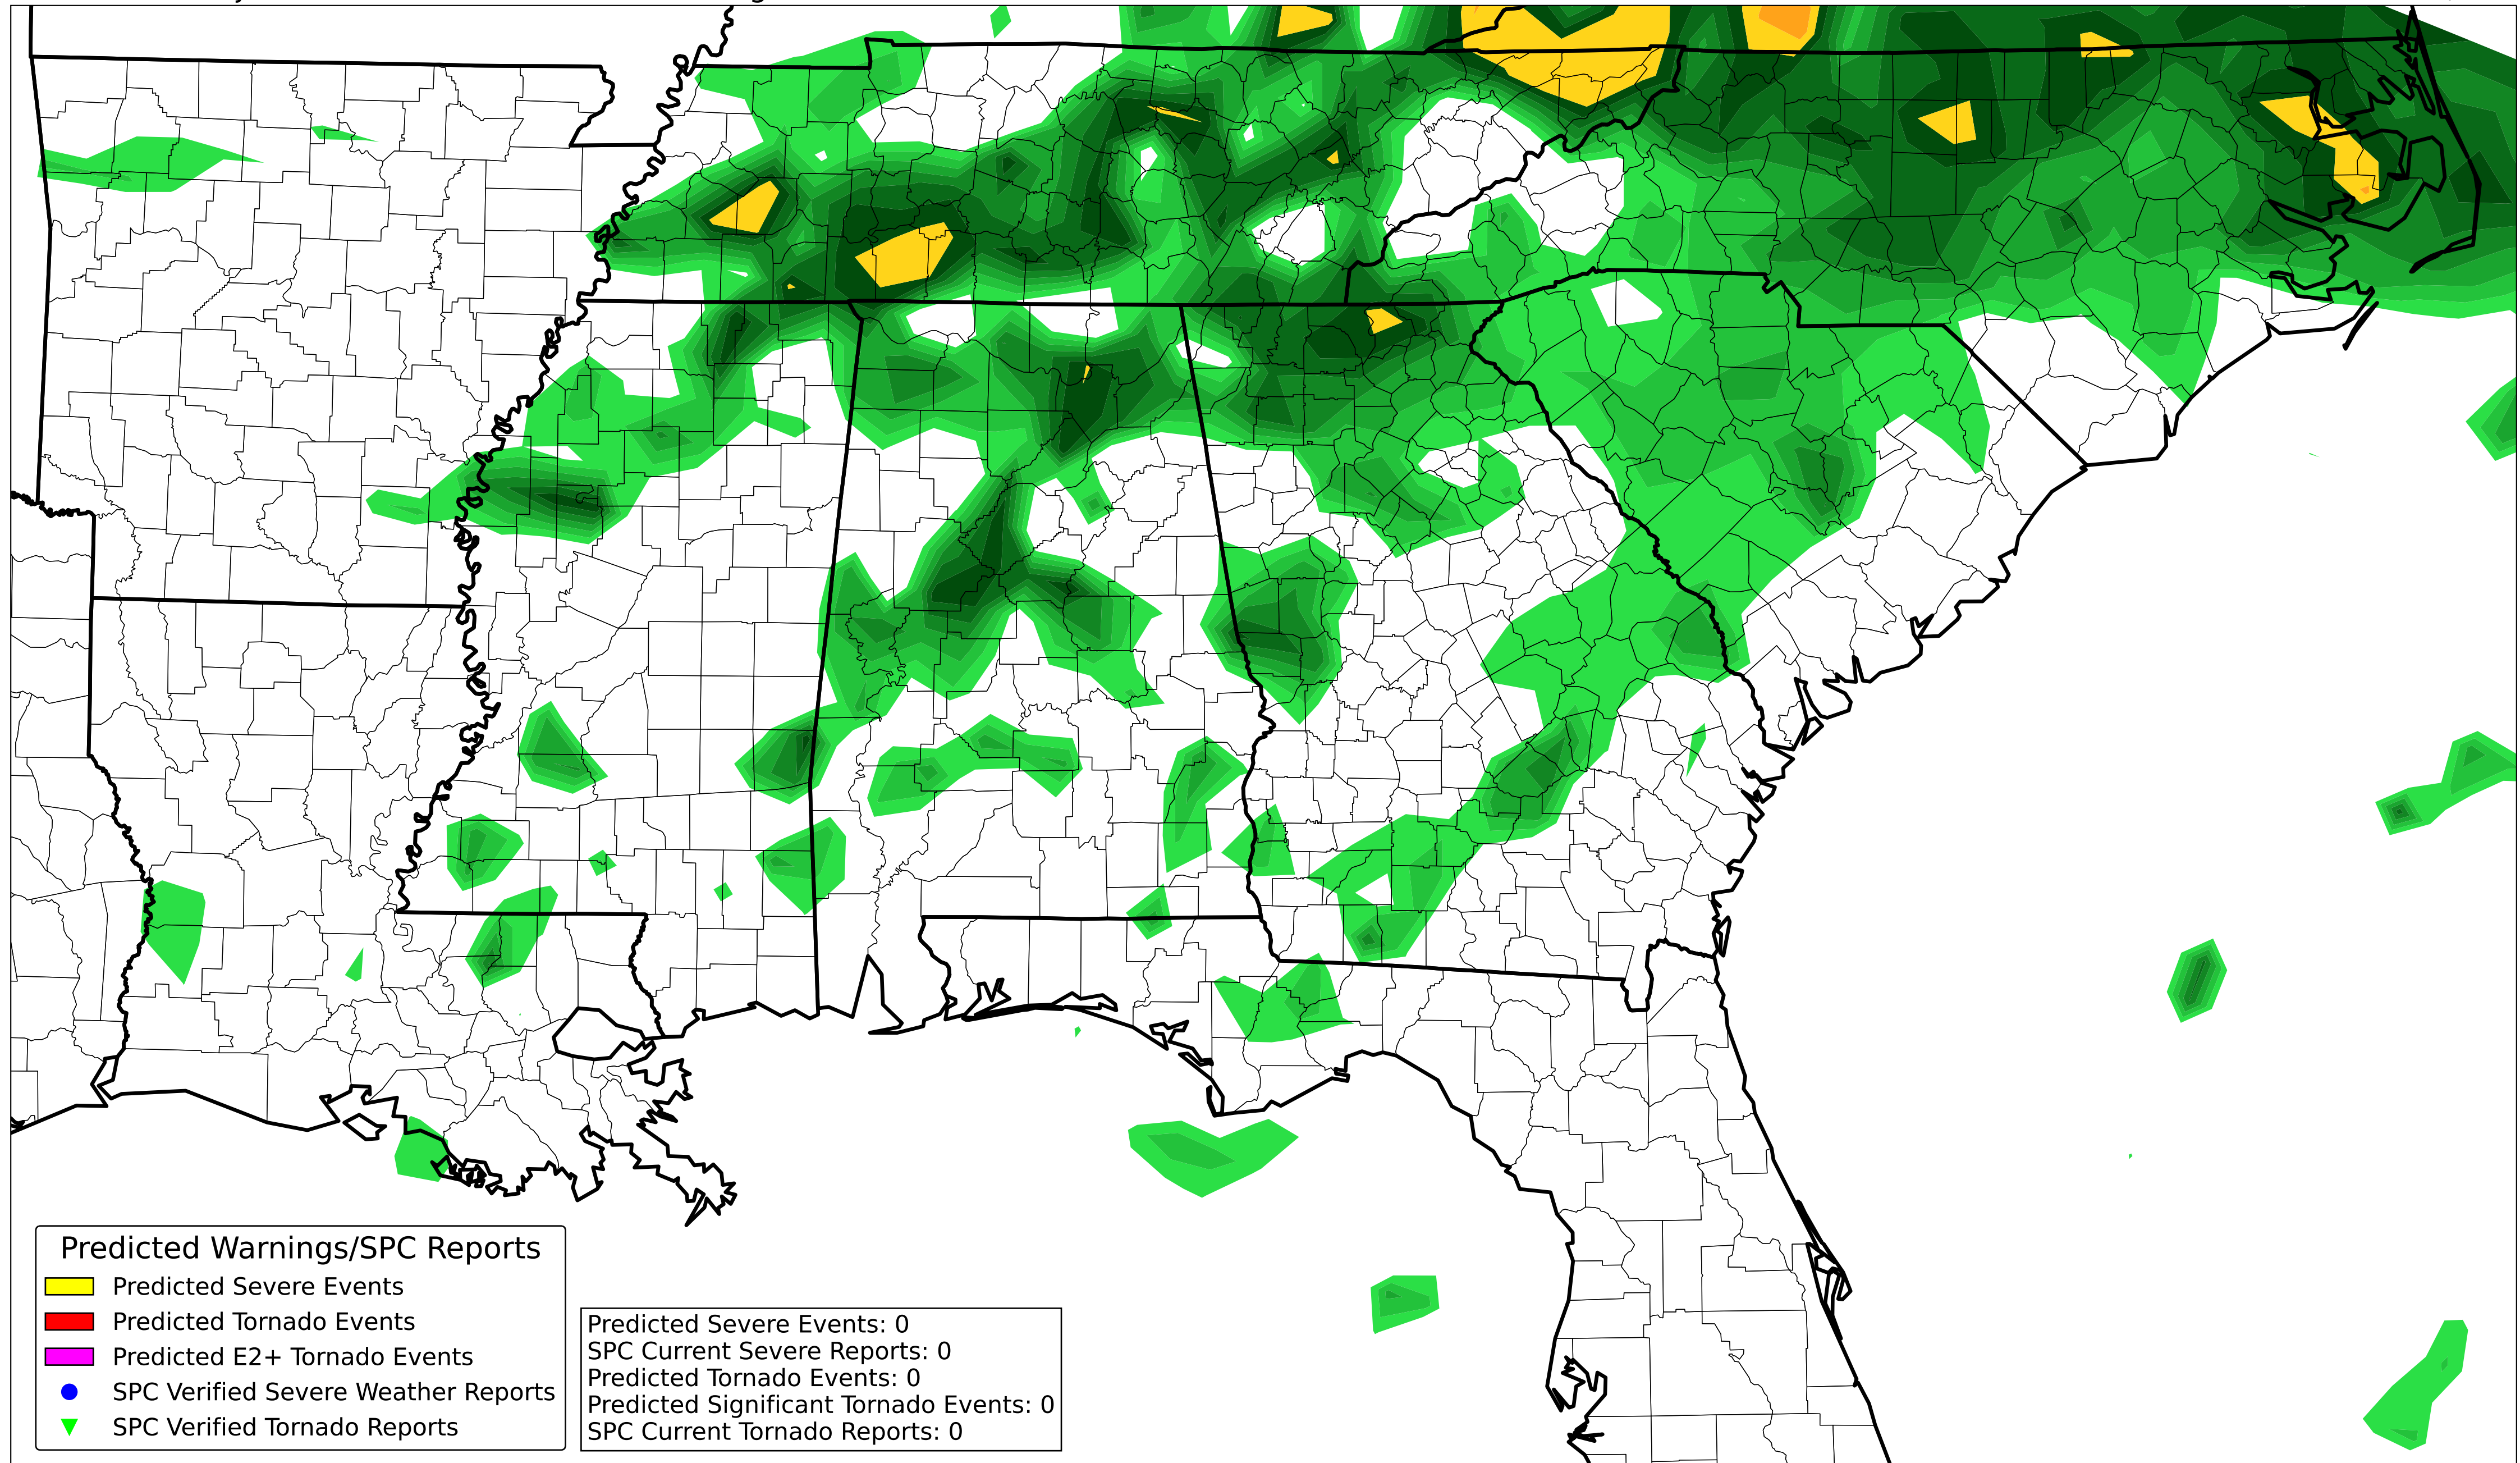 Predicted Warnings/SPC Reports
Predicted Severe Events
Predicted Tornado Events
Predicted E2+ Tornado Events
SPC Verified Severe Weather Reports
SPC Verified Tornado Reports
Predicted Severe Events: 0
SPC Current Severe Reports: 0
Predicted Tornado Events: 0
Predicted Significant Tornado Events: 0
SPC Current Tornado Reports: 0